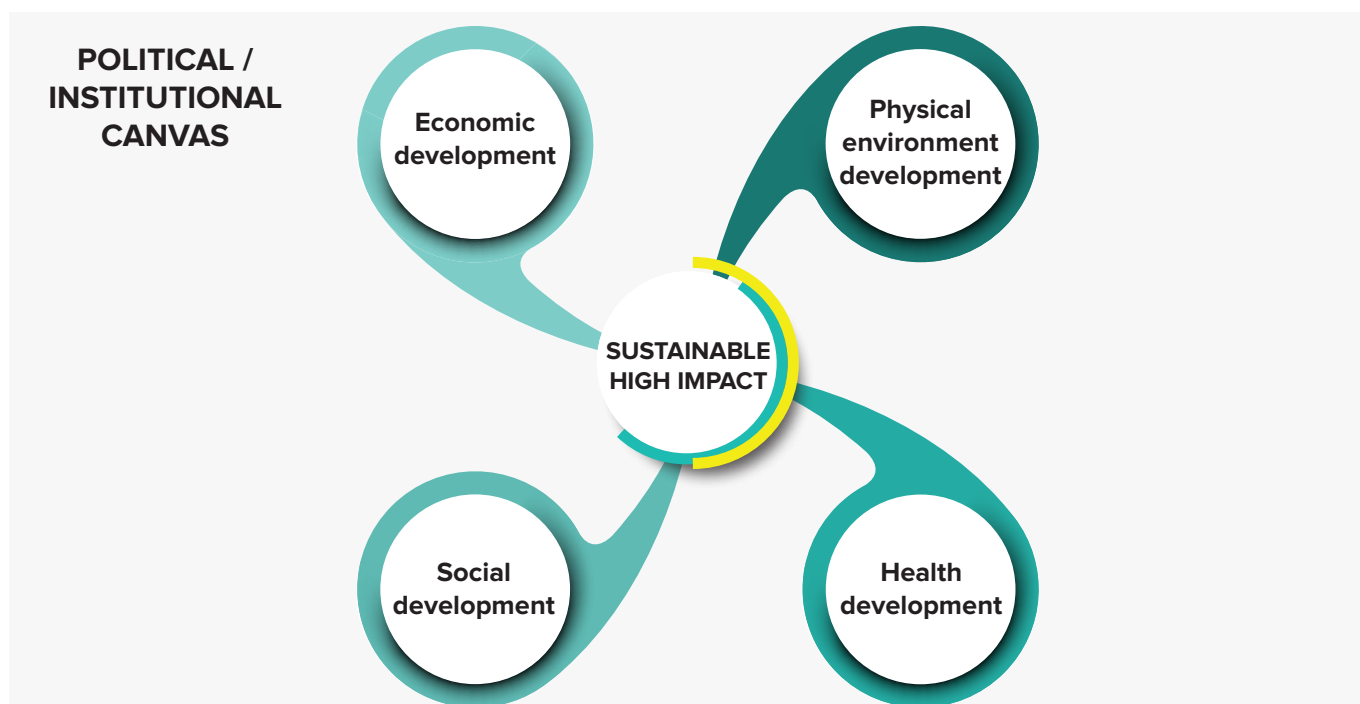 POLITICAL /
INSTITUTIONAL
CANVAS
Economic
development
Physical
environment
development
SUSTAINABLE
HIGH IMPACT
Social
development
Health
development